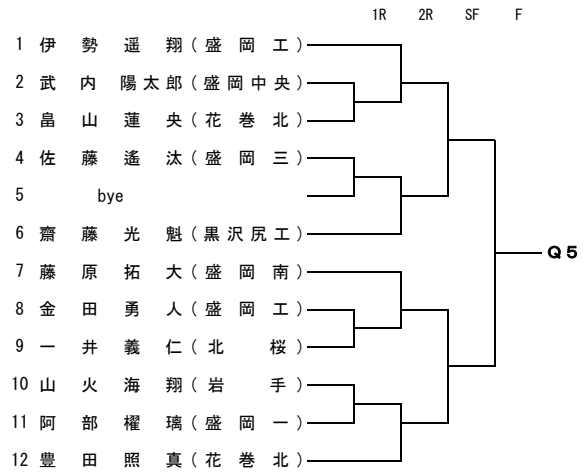 1R 2R SF F
1 伊勢遥翔(盛岡工)
2 武内陽太郎(盛岡中央)
3 畠山蓮央(花巻北)
4 佐藤遙汰(盛岡三)
5 bye
6 齋藤光魁(黒沢尻工)
Q5
7 藤原拓大(盛岡南)
8 金田勇人(盛岡工)
9 一井義仁(北桜)
10 山火海翔(岩手)
11 阿部櫂璃(盛岡一)
12 豊田照真(花巻北)